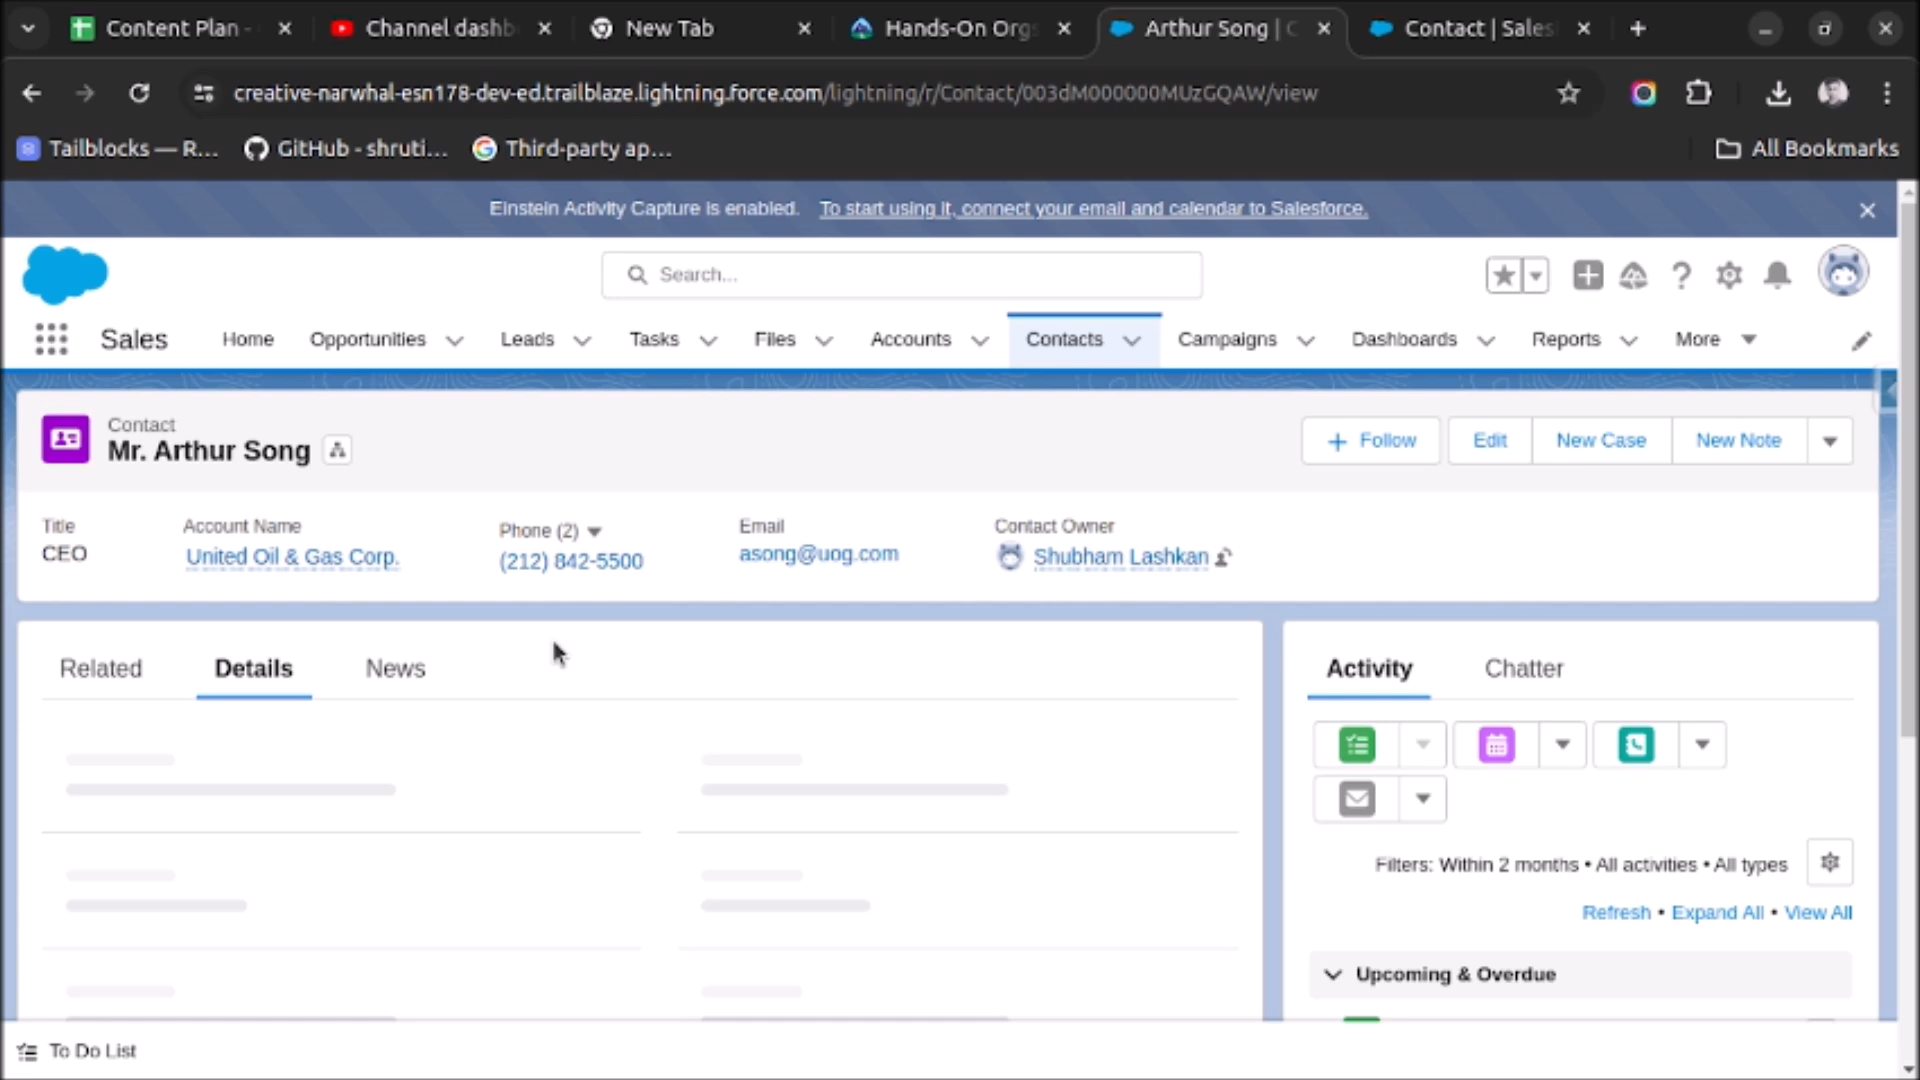 Content Plan -
Channel dashb
New Tab
Hands-On Orgs
Arthur Song | C
Contact | Sales
creative-narwhal-esn178-dev-ed.trailblaze.lightning.force.com/lightning/r/Contact/003dM000000MUzGQAW/view
Tailblocks — R...
GitHub - shruti...
Third-party ap...
All Bookmarks
Einstein Activity Capture is enabled. To start using it, connect your email and calendar to Salesforce.
Search...
Sales
Home
Opportunities
Leads
Tasks
Files
Accounts
Contacts
Campaigns
Dashboards
Reports
More
Contact
Mr. Arthur Song
Follow
Edit
New Case
New Note
Title
CEO
Account Name
United Oil & Gas Corp.
Phone (2)
(212) 842-5500
Email
asong@uog.com
Contact Owner
Shubham Lashkan
Related
Details
News
Activity
Chatter
Filters: Within 2 months • All activities • All types
Refresh • Expand All • View All
Upcoming & Overdue
To Do List